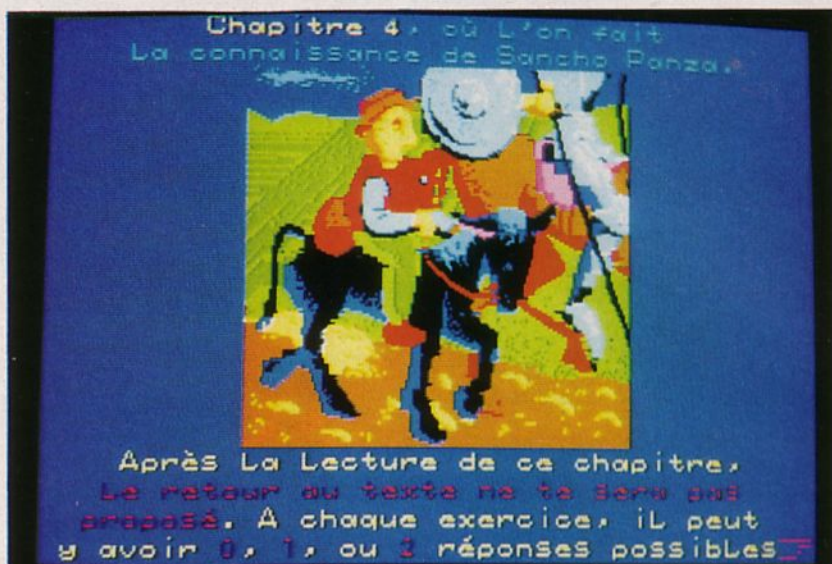 Chapitre 4, où L'on fait
La connaissance de Sancho Panza.
Après La Lecture de ce chapitre,
Le retour au texte ne te sera pas
proposé. A chaque exercice, iL peut
y avoir 0, 1, ou 2 réponses possibLes